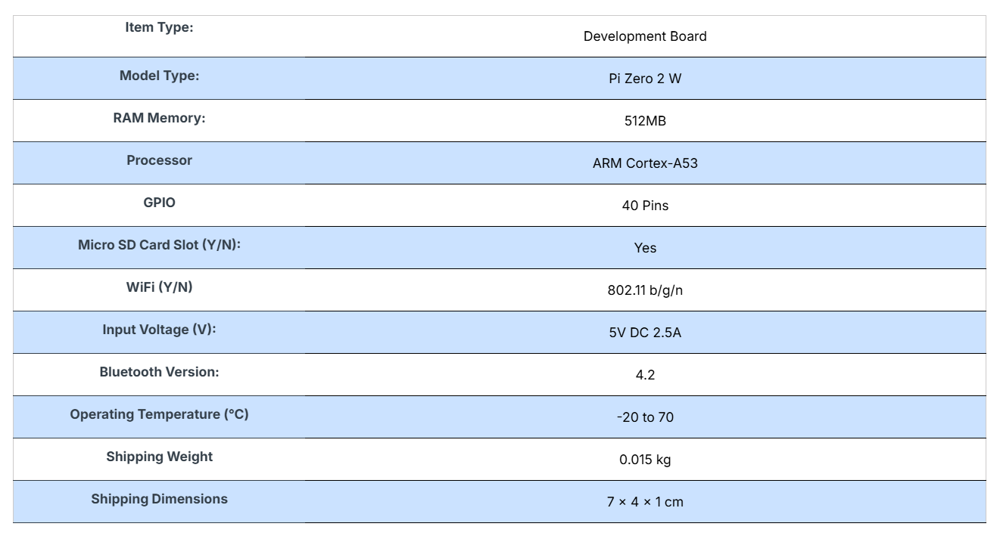 Item Type:
Development Board
Model Type:
Pi Zero 2 W
RAM Memory:
512MB
Processor
ARM Cortex-A53
GPIO
40 Pins
Micro SD Card Slot (Y/N):
Yes
WiFi (Y/N)
802.11 b/g/n
Input Voltage (V):
5V DC 2.5A
Bluetooth Version:
4.2
Operating Temperature (°C)
-20 to 70
Shipping Weight
0.015 kg
Shipping Dimensions
7 × 4 × 1 cm